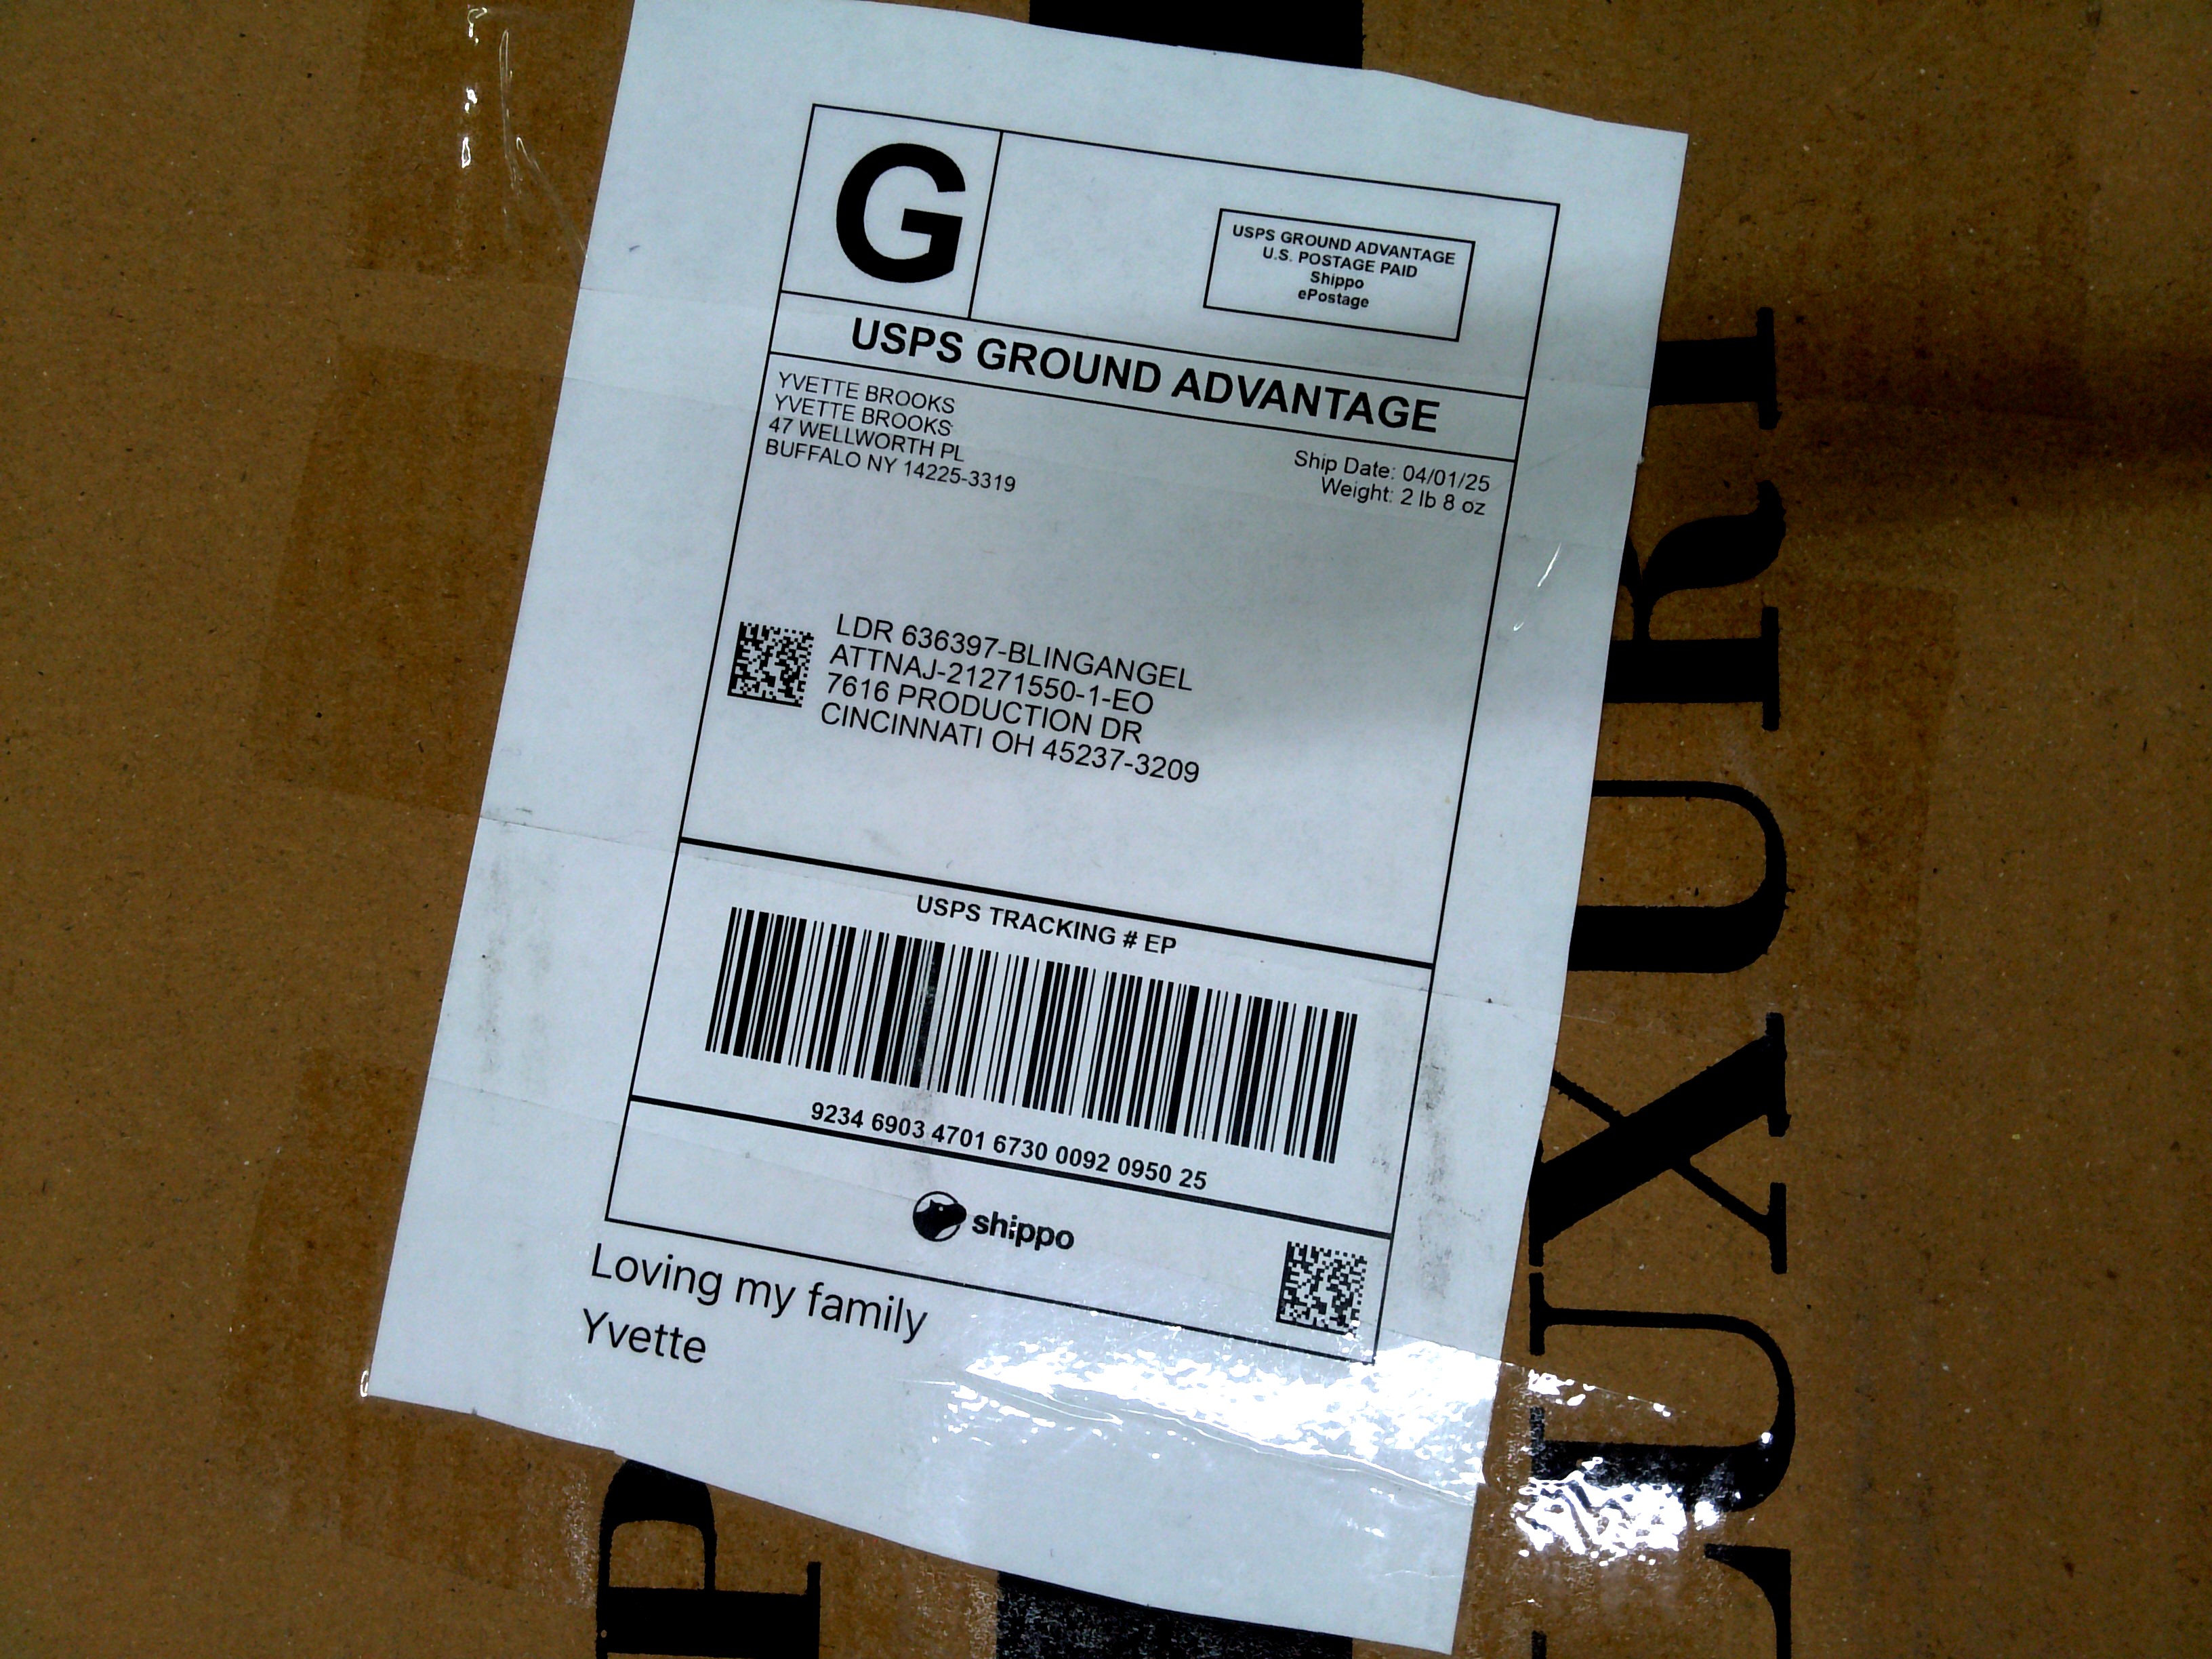 G
USPS GROUND ADVANTAGE
U.S. POSTAGE PAID
Shippo
ePostage
USPS GROUND ADVANTAGE
YVETTE BROOKS
YVETTE BROOKS
47 WELLWORTH PL
BUFFALO NY 14225-3319
Ship Date: 04/01/25
Weight: 2 lb 8 oz
LDR 636397-BLINGANGEL
ATTNAJ-21271550-1-EO
7616 PRODUCTION DR
CINCINNATI OH 45237-3209
USPS TRACKING # EP
9234 6903 4701 6730 0092 0950 25
shippo
Loving my family
Yvette
LUXURI